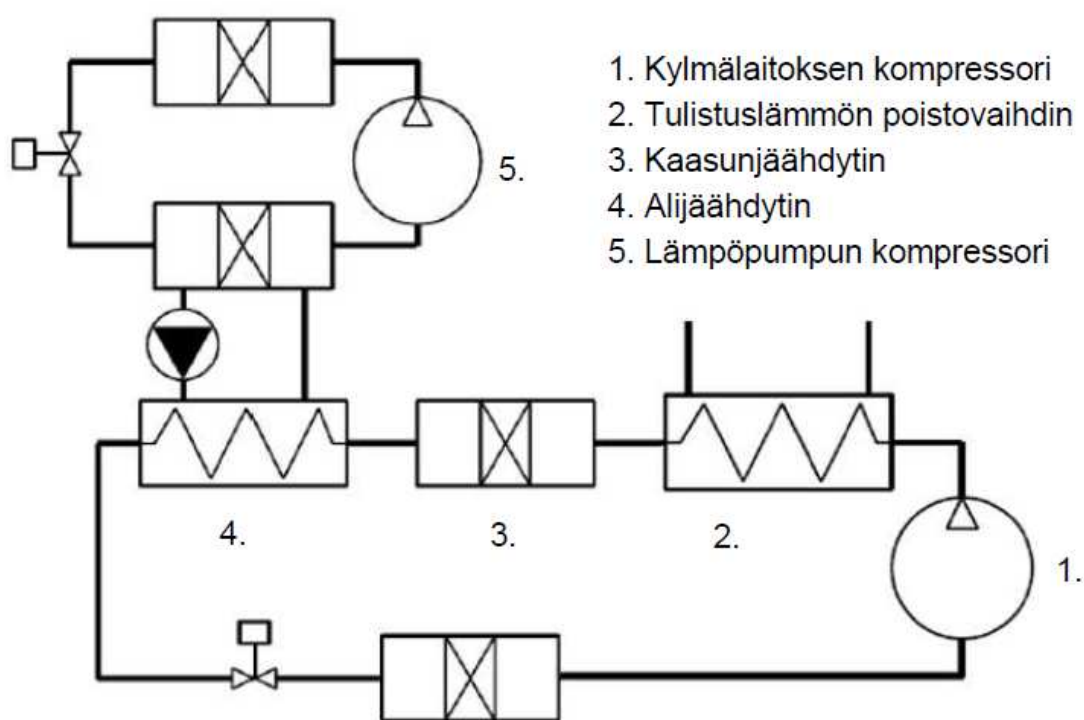 1. Kylmälaitoksen kompressori
2. Tulistuslämmön poistovaihdin
3. Kaasunjäähdytin
4. Alijäähdytin
5. Lämpöpumpun kompressori
5.
4.
3.
2.
1.